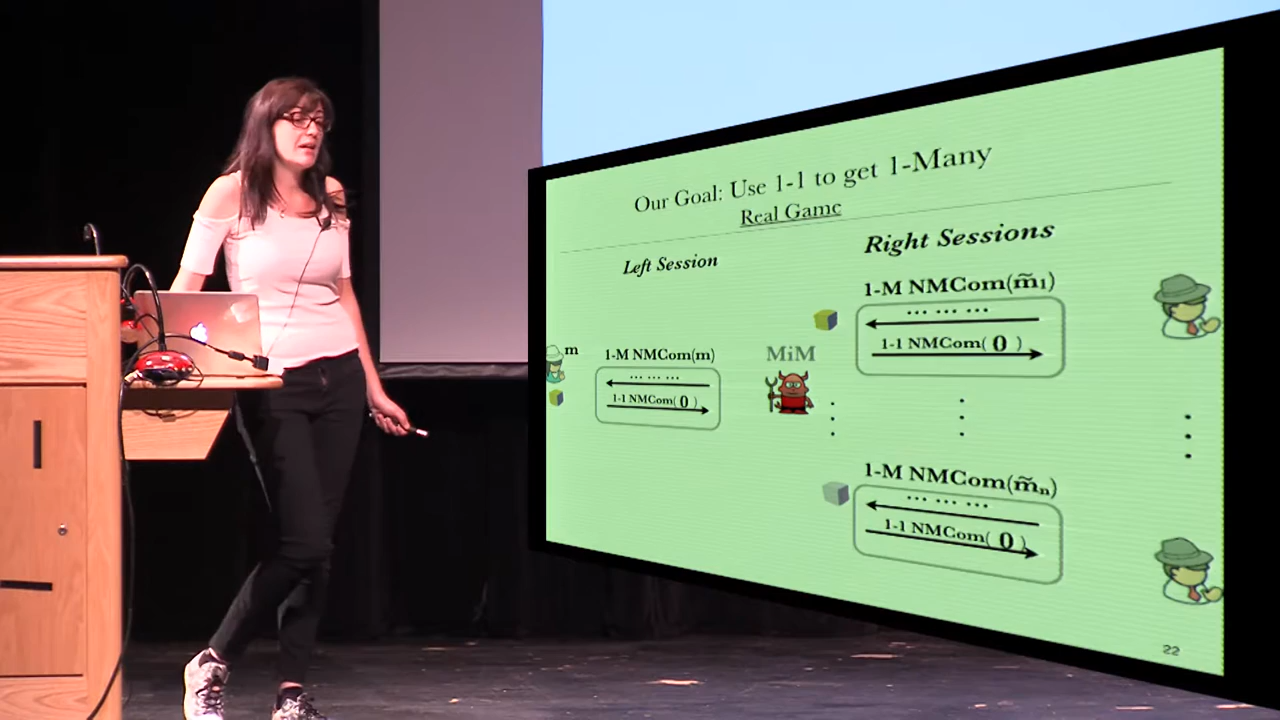 Our Goal: Use 1-1 to get 1-Many
Real Game
Left Session
Right Sessions
m
1-M NMCom(m)
... ... ...
1-1 NMCom( 0 )
MiM
1-M NMCom(m̃₁)
... ... ...
1-1 NMCom( 0 )
1-M NMCom(m̃ₙ)
... ... ...
1-1 NMCom( 0 )
22